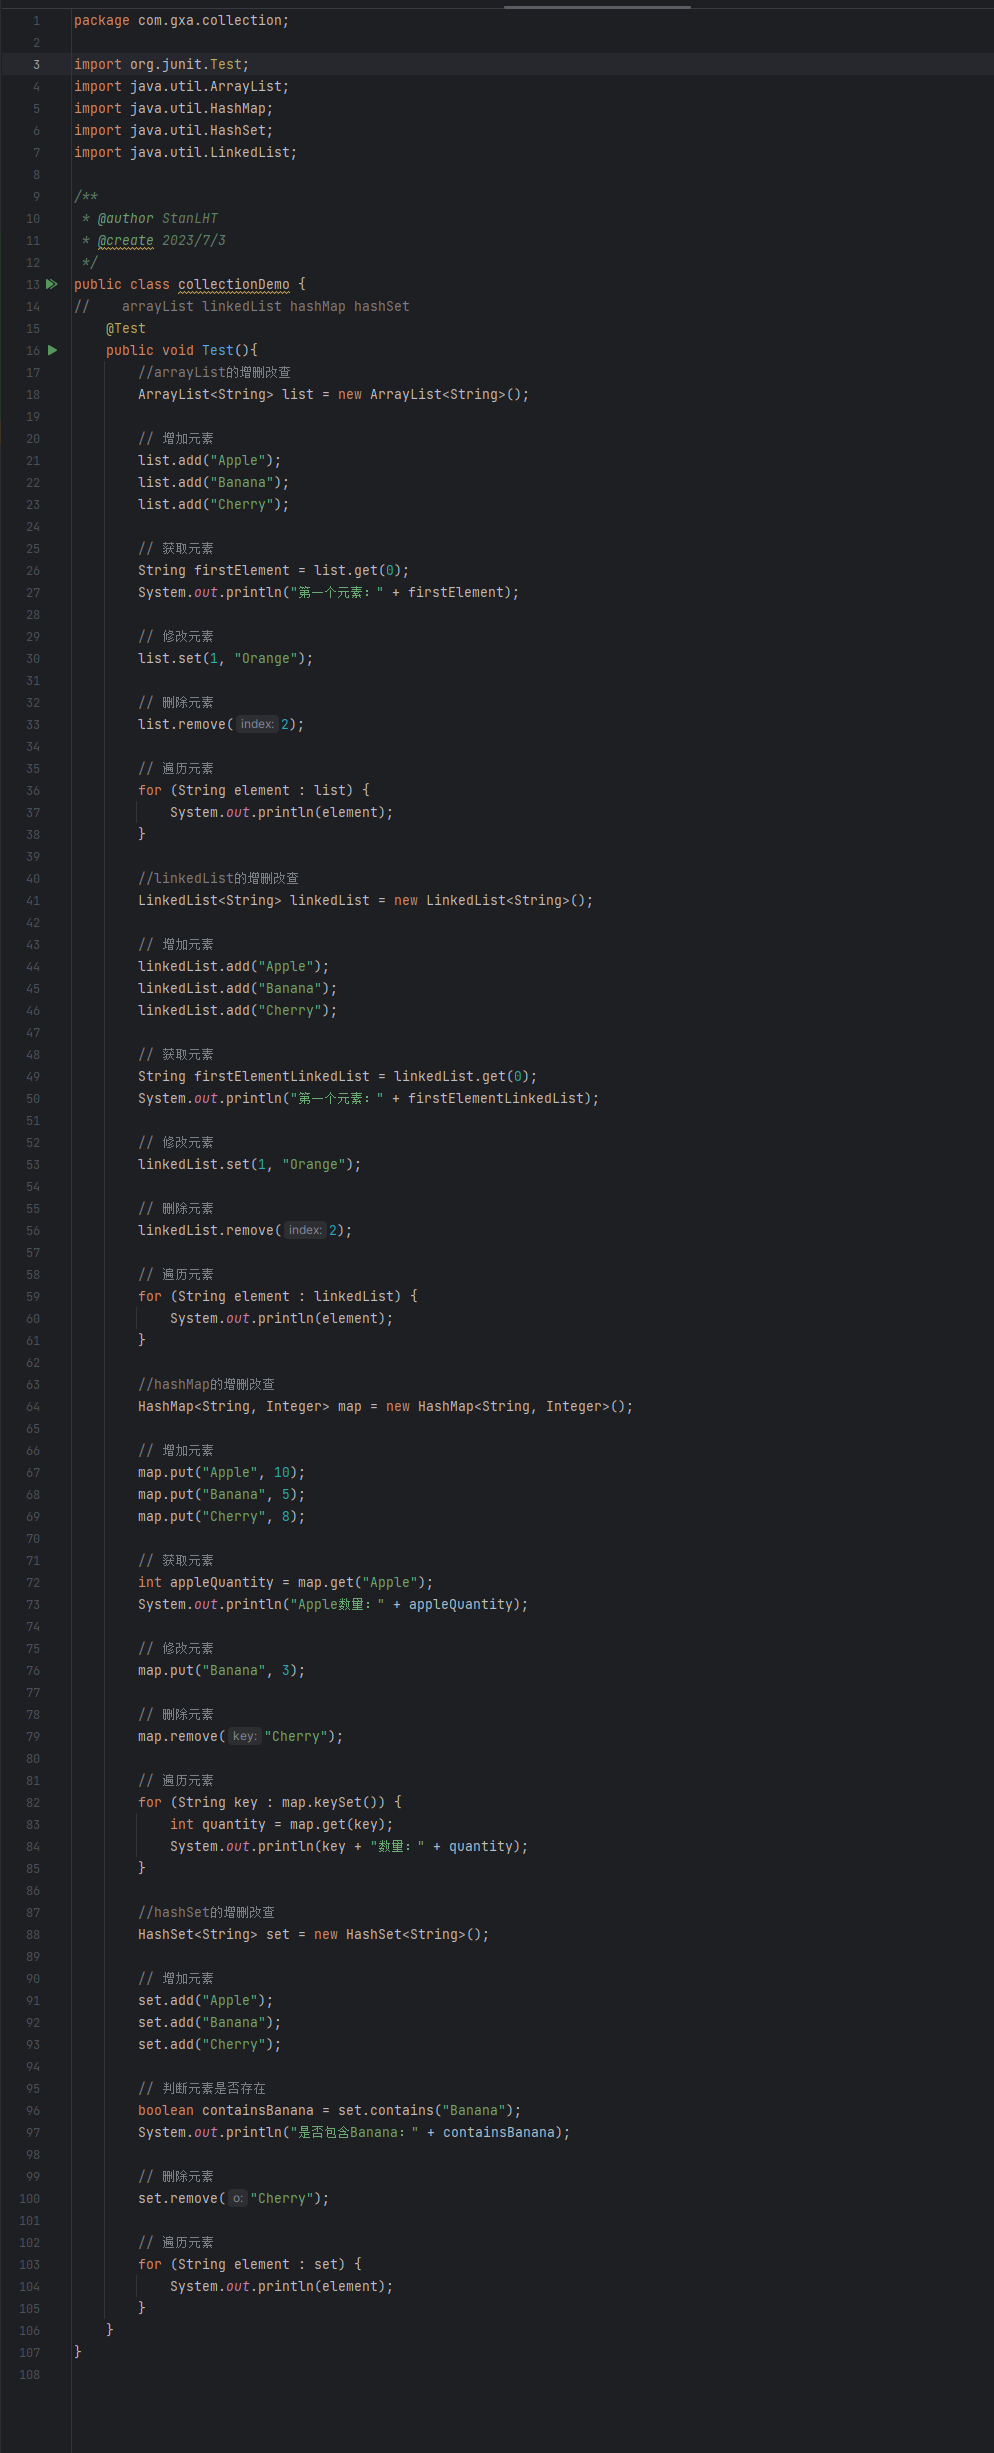 1 package com.gxa.collection;
2
3 import org.junit.Test;
4 import java.util.ArrayList;
5 import java.util.HashMap;
6 import java.util.HashSet;
7 import java.util.LinkedList;
8
9 /**
10  * @author StanLHT
11  * @create 2023/7/3
12  */
13 public class collectionDemo {
14 //    arrayList linkedList hashMap hashSet
15     @Test
16     public void Test(){
17         //arrayList的增删改查
18         ArrayList<String> list = new ArrayList<String>();
19
20         // 增加元素
21         list.add("Apple");
22         list.add("Banana");
23         list.add("Cherry");
24
25         // 获取元素
26         String firstElement = list.get(0);
27         System.out.println("第一个元素：" + firstElement);
28
29         // 修改元素
30         list.set(1, "Orange");
31
32         // 删除元素
33         list.remove( index: 2);
34
35         // 遍历元素
36         for (String element : list) {
37             System.out.println(element);
38         }
39
40         //linkedList的增删改查
41         LinkedList<String> linkedList = new LinkedList<String>();
42
43         // 增加元素
44         linkedList.add("Apple");
45         linkedList.add("Banana");
46         linkedList.add("Cherry");
47
48         // 获取元素
49         String firstElementLinkedList = linkedList.get(0);
50         System.out.println("第一个元素：" + firstElementLinkedList);
51
52         // 修改元素
53         linkedList.set(1, "Orange");
54
55         // 删除元素
56         linkedList.remove( index: 2);
57
58         // 遍历元素
59         for (String element : linkedList) {
60             System.out.println(element);
61         }
62
63         //hashMap的增删改查
64         HashMap<String, Integer> map = new HashMap<String, Integer>();
65
66         // 增加元素
67         map.put("Apple", 10);
68         map.put("Banana", 5);
69         map.put("Cherry", 8);
70
71         // 获取元素
72         int appleQuantity = map.get("Apple");
73         System.out.println("Apple数量：" + appleQuantity);
74
75         // 修改元素
76         map.put("Banana", 3);
77
78         // 删除元素
79         map.remove( key: "Cherry");
80
81         // 遍历元素
82         for (String key : map.keySet()) {
83             int quantity = map.get(key);
84             System.out.println(key + "数量：" + quantity);
85         }
86
87         //hashSet的增删改查
88         HashSet<String> set = new HashSet<String>();
89
90         // 增加元素
91         set.add("Apple");
92         set.add("Banana");
93         set.add("Cherry");
94
95         // 判断元素是否存在
96         boolean containsBanana = set.contains("Banana");
97         System.out.println("是否包含Banana：" + containsBanana);
98
99         // 删除元素
100         set.remove( o: "Cherry");
101
102         // 遍历元素
103         for (String element : set) {
104             System.out.println(element);
105         }
106     }
107 }
108